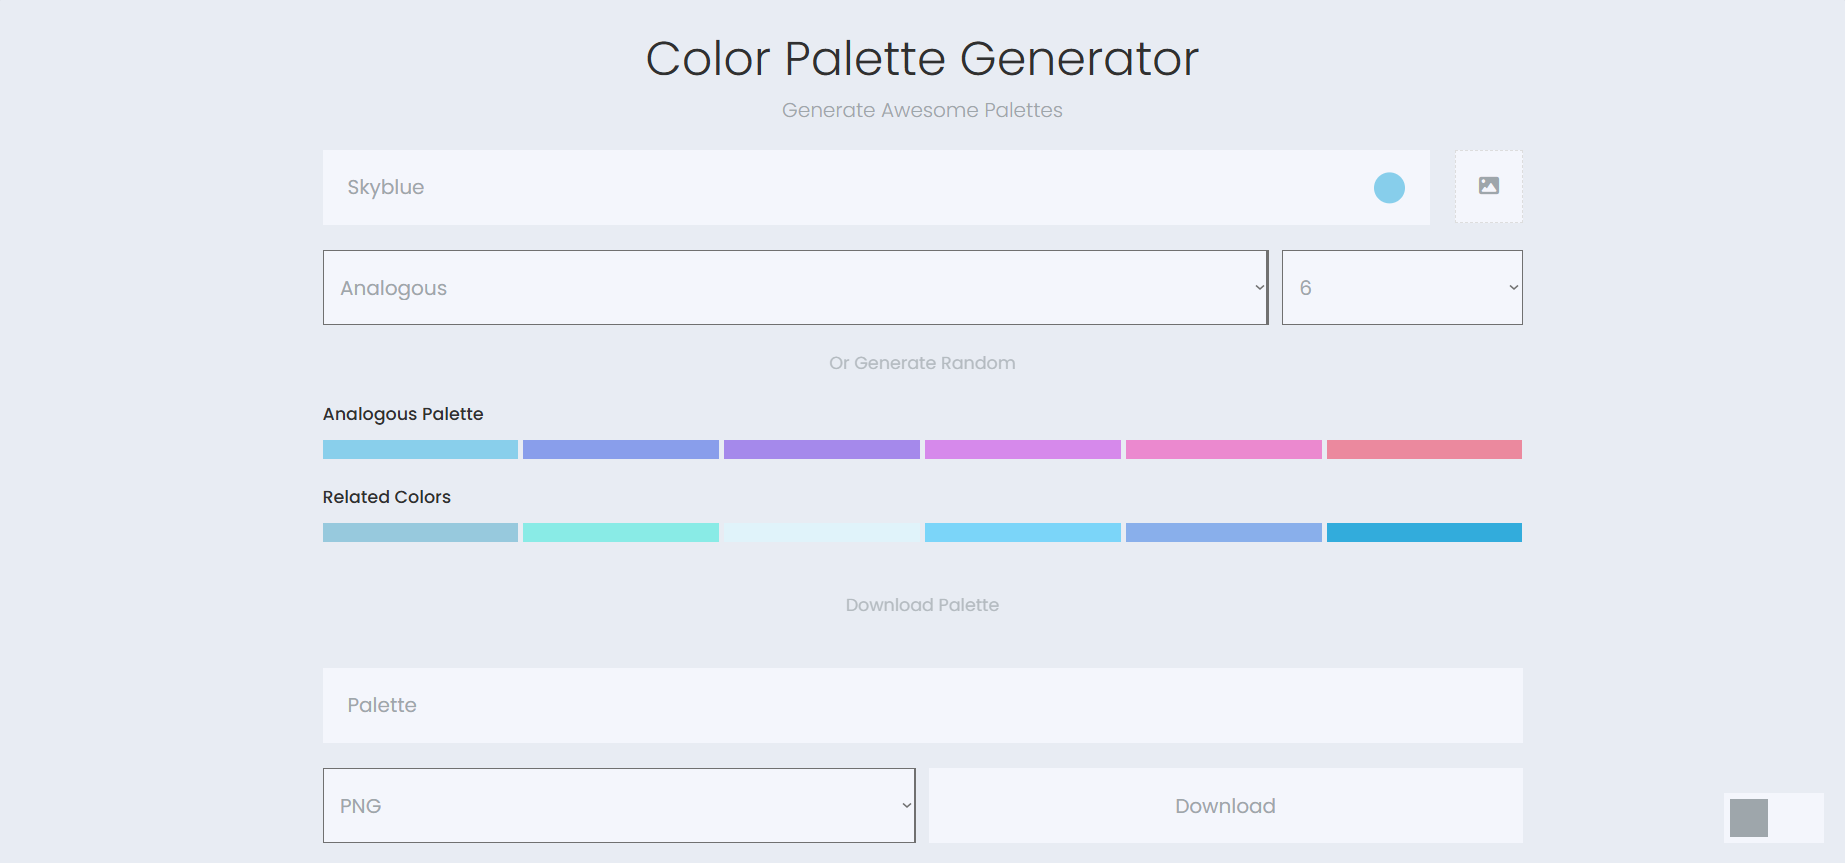 Color Palette Generator
Generate Awesome Palettes
Skyblue
Analogous
6
Or Generate Random
Analogous Palette
Related Colors
Download Palette
Palette
PNG
Download